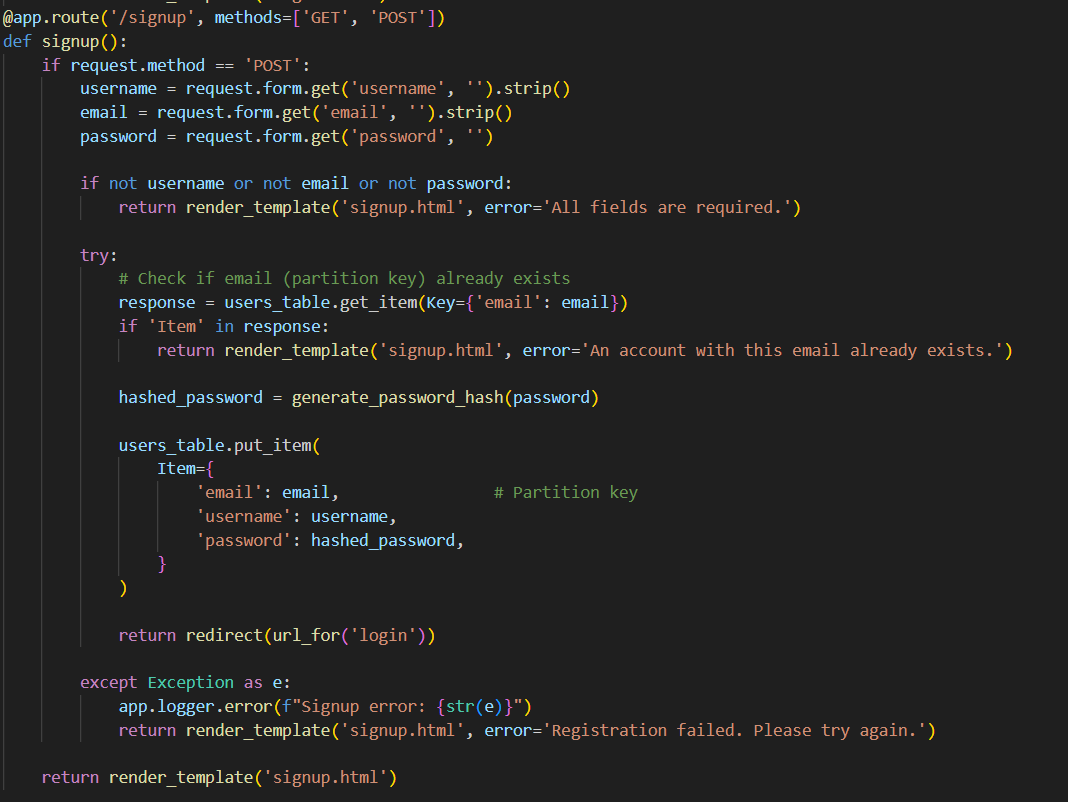 @app.route('/signup', methods=['GET', 'POST'])
def signup():
    if request.method == 'POST':
        username = request.form.get('username', '').strip()
        email = request.form.get('email', '').strip()
        password = request.form.get('password', '')

        if not username or not email or not password:
            return render_template('signup.html', error='All fields are required.')

        try:
            # Check if email (partition key) already exists
            response = users_table.get_item(Key={'email': email})
            if 'Item' in response:
                return render_template('signup.html', error='An account with this email already exists.')

            hashed_password = generate_password_hash(password)

            users_table.put_item(
                Item={
                    'email': email,                # Partition key
                    'username': username,
                    'password': hashed_password,
                }
            )

            return redirect(url_for('login'))

        except Exception as e:
            app.logger.error(f"Signup error: {str(e)}")
            return render_template('signup.html', error='Registration failed. Please try again.')

    return render_template('signup.html')